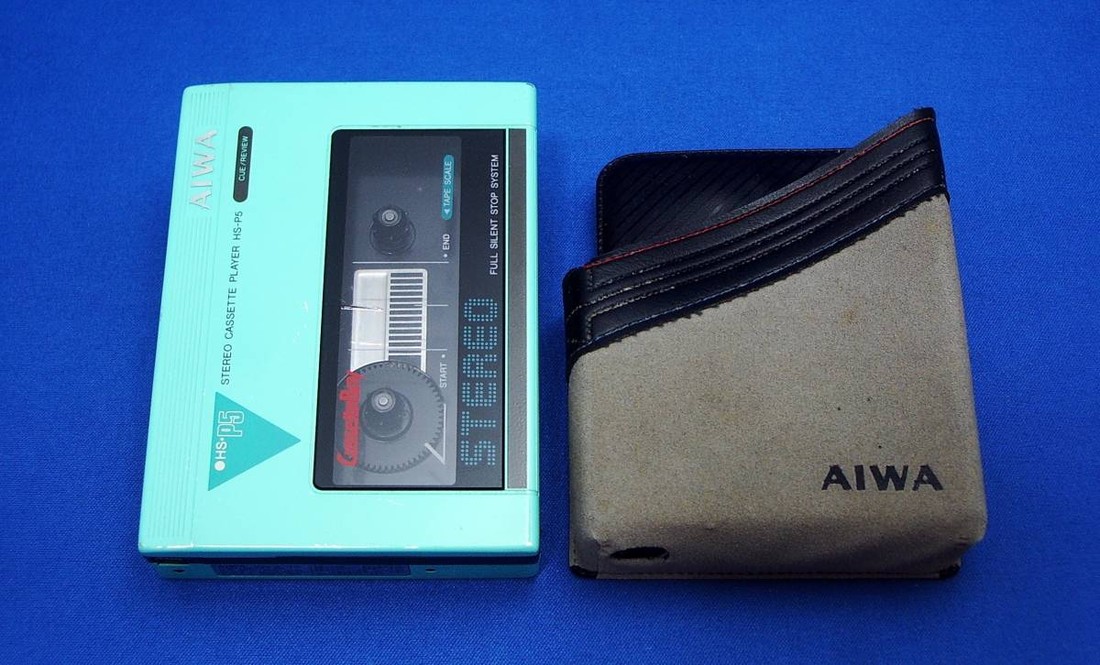 AIWA
CUE/REVIEW
STEREO CASSETTE PLAYER HS-P5
HS-P5
CassetteBoy
◀ TAPE SCALE
• END
START •
STEREO
FULL SILENT STOP SYSTEM
AIWA